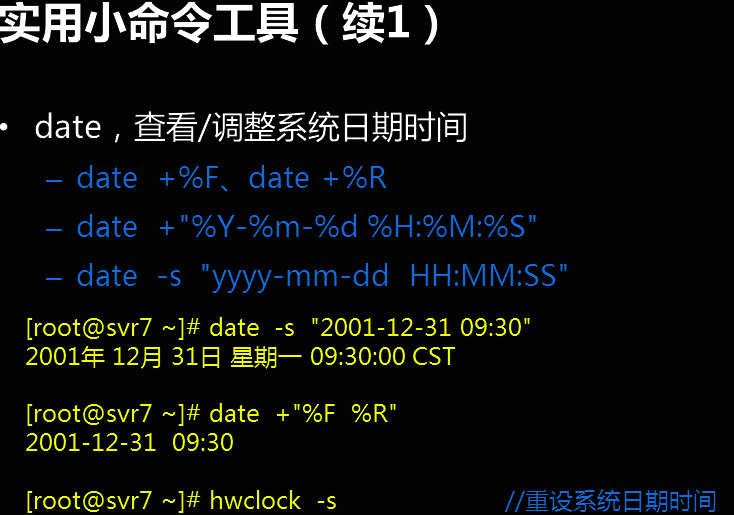 实用小命令工具（续1）
• date，查看/调整系统日期时间
– date +%F、date +%R
– date +"%Y-%m-%d %H:%M:%S"
– date -s "yyyy-mm-dd HH:MM:SS"
[root@svr7 ~]# date -s "2001-12-31 09:30"
2001年 12月 31日 星期一 09:30:00 CST
[root@svr7 ~]# date +"%F %R"
2001-12-31 09:30
[root@svr7 ~]# hwclock -s //重设系统日期时间